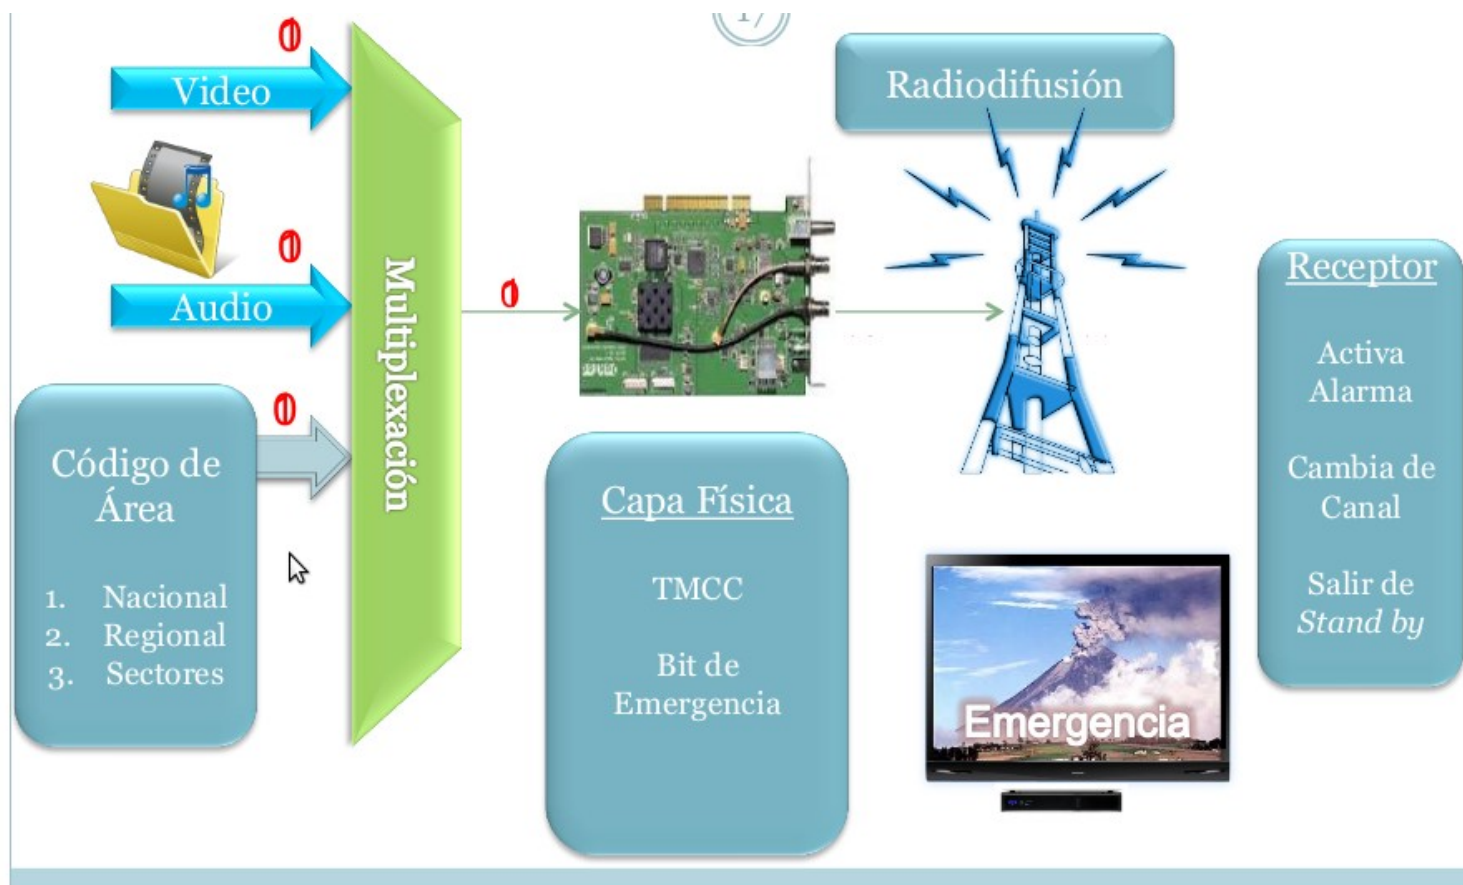 17
Video
Radiodifusión
Audio
Multiplexación
Código de
Área
1. Nacional
2. Regional
3. Sectores
Capa Física
TMCC
Bit de
Emergencia
Emergencia
Receptor
Activa
Alarma
Cambia de
Canal
Salir de
Stand by